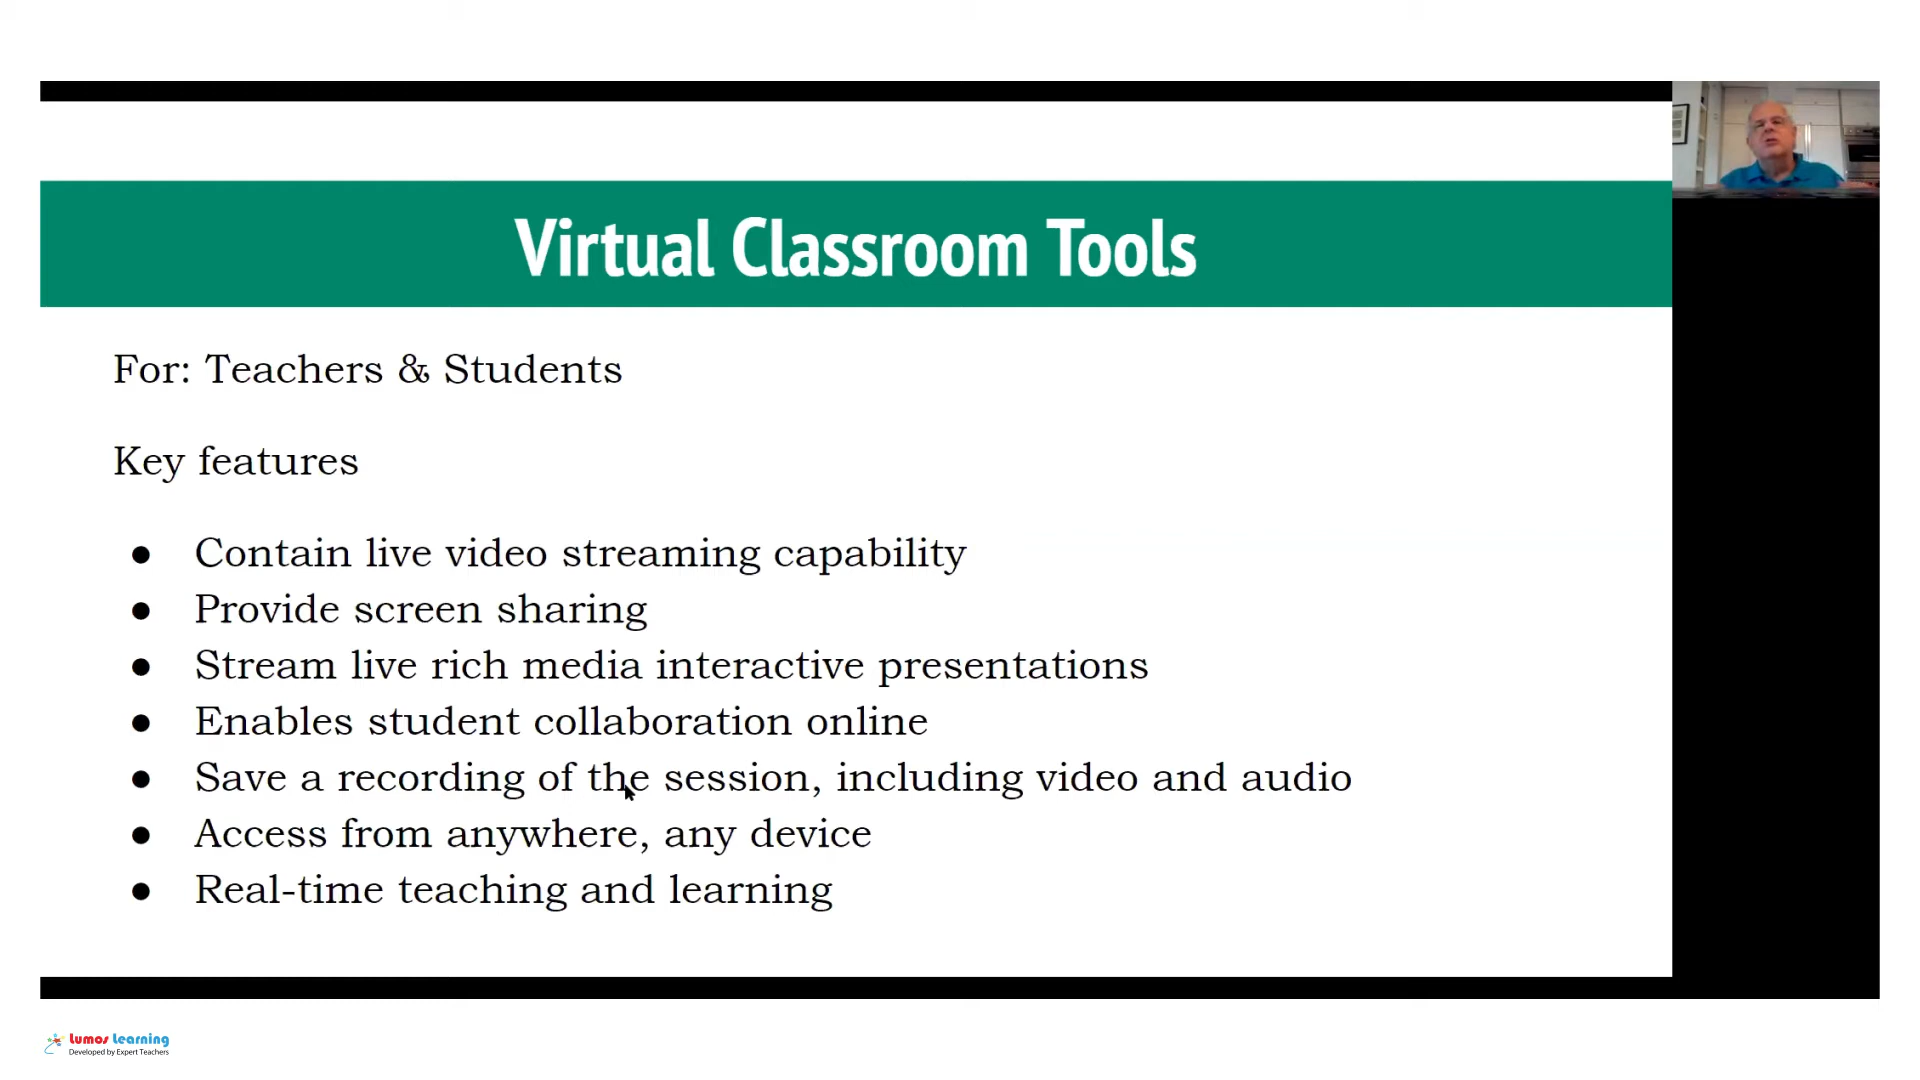 Virtual Classroom Tools
For: Teachers & Students
Key features
● Contain live video streaming capability
● Provide screen sharing
● Stream live rich media interactive presentations
● Enables student collaboration online
● Save a recording of the session, including video and audio
● Access from anywhere, any device
● Real-time teaching and learning
Lumos Learning
Developed by Expert Teachers